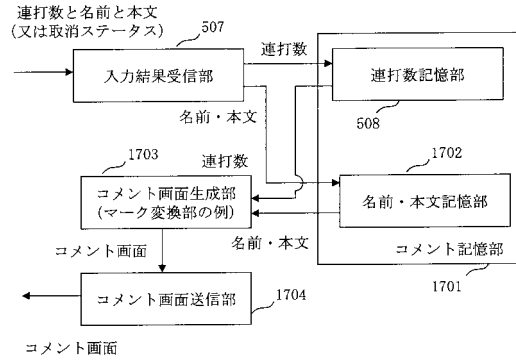 連打数と名前と本文
(又は取消ステータス)
507
連打数
入力結果受信部
連打数記憶部
名前・本文
508
1703
連打数
1702
コメント画面生成部
(マーク変換部の例)
名前・本文記憶部
コメント画面
名前・本文
コメント記憶部
1701
コメント画面送信部
1704
コメント画面